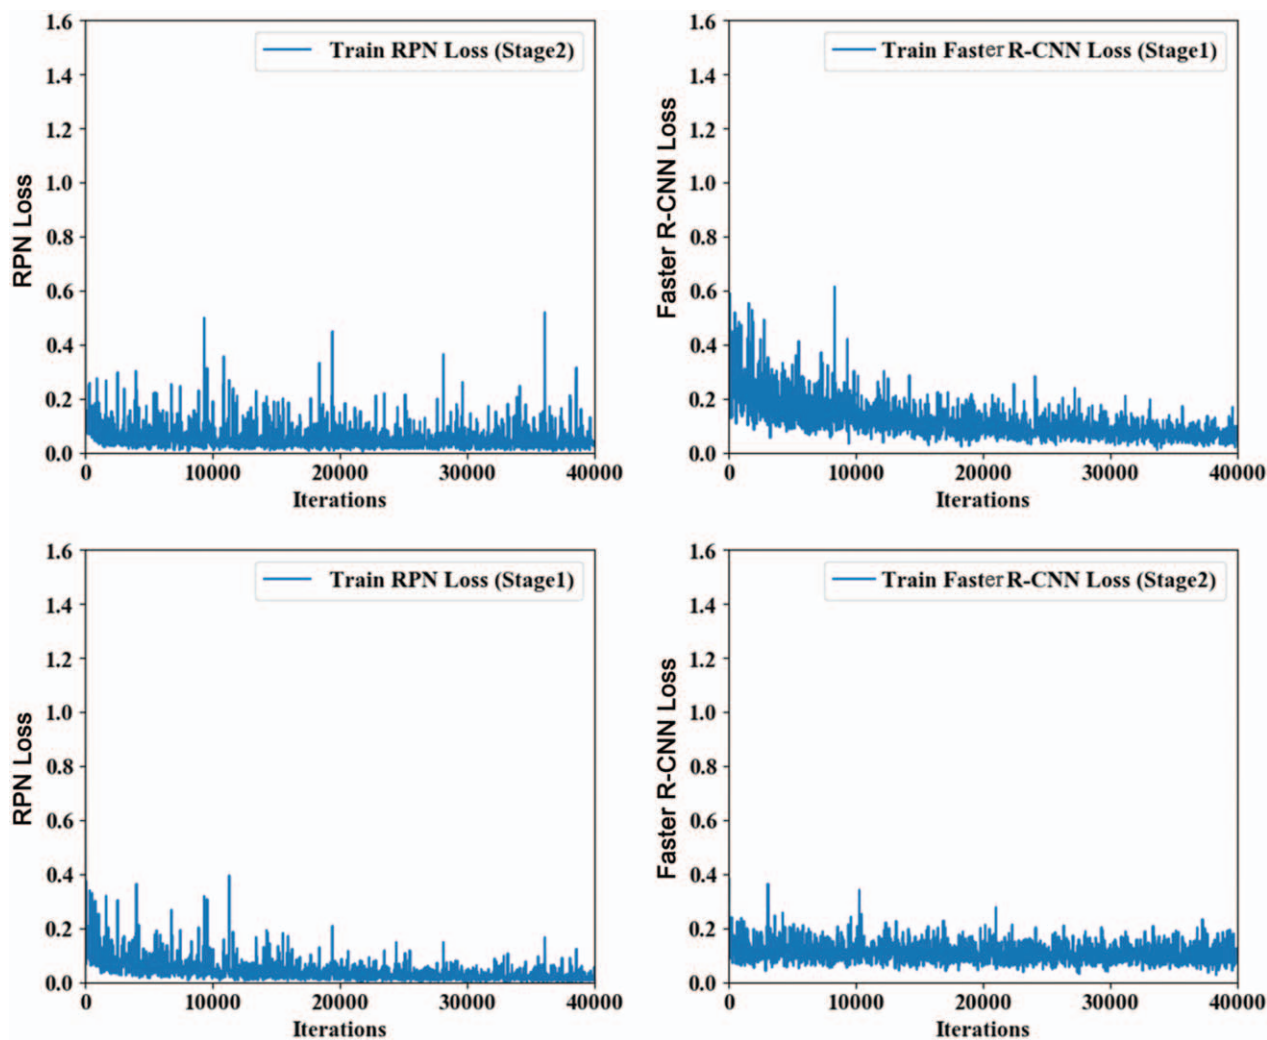 1.6
Train RPN Loss (Stage2)
1.4
1.2
1.0
0.8
0.6
0.4
0.2
0.0
RPN Loss
0 10000 20000 30000 40000
Iterations
1.6
Train Faster R-CNN Loss (Stage1)
1.4
1.2
1.0
0.8
0.6
0.4
0.2
0.0
Faster R-CNN Loss
0 10000 20000 30000 40000
Iterations
1.6
Train RPN Loss (Stage1)
1.4
1.2
1.0
0.8
0.6
0.4
0.2
0.0
RPN Loss
0 10000 20000 30000 40000
Iterations
1.6
Train Faster R-CNN Loss (Stage2)
1.4
1.2
1.0
0.8
0.6
0.4
0.2
0.0
Faster R-CNN Loss
0 10000 20000 30000 40000
Iterations